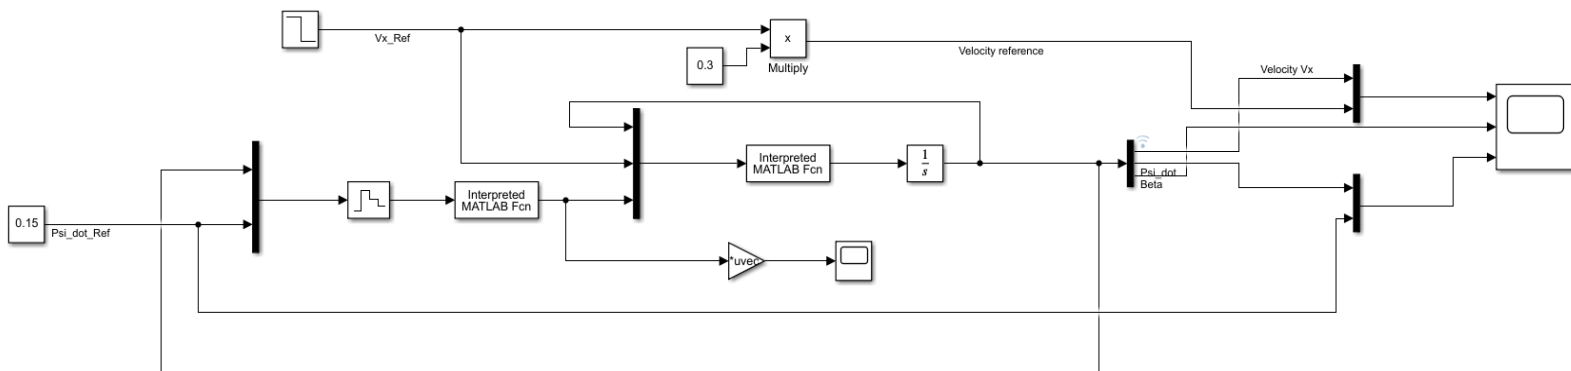 Vx_Ref
0.3
x
Multiply
Velocity reference
Velocity Vx
Interpreted
MATLAB Fcn
1
s
Psi_dot
Beta
Interpreted
MATLAB Fcn
0.15
Psi_dot_Ref
*uvec